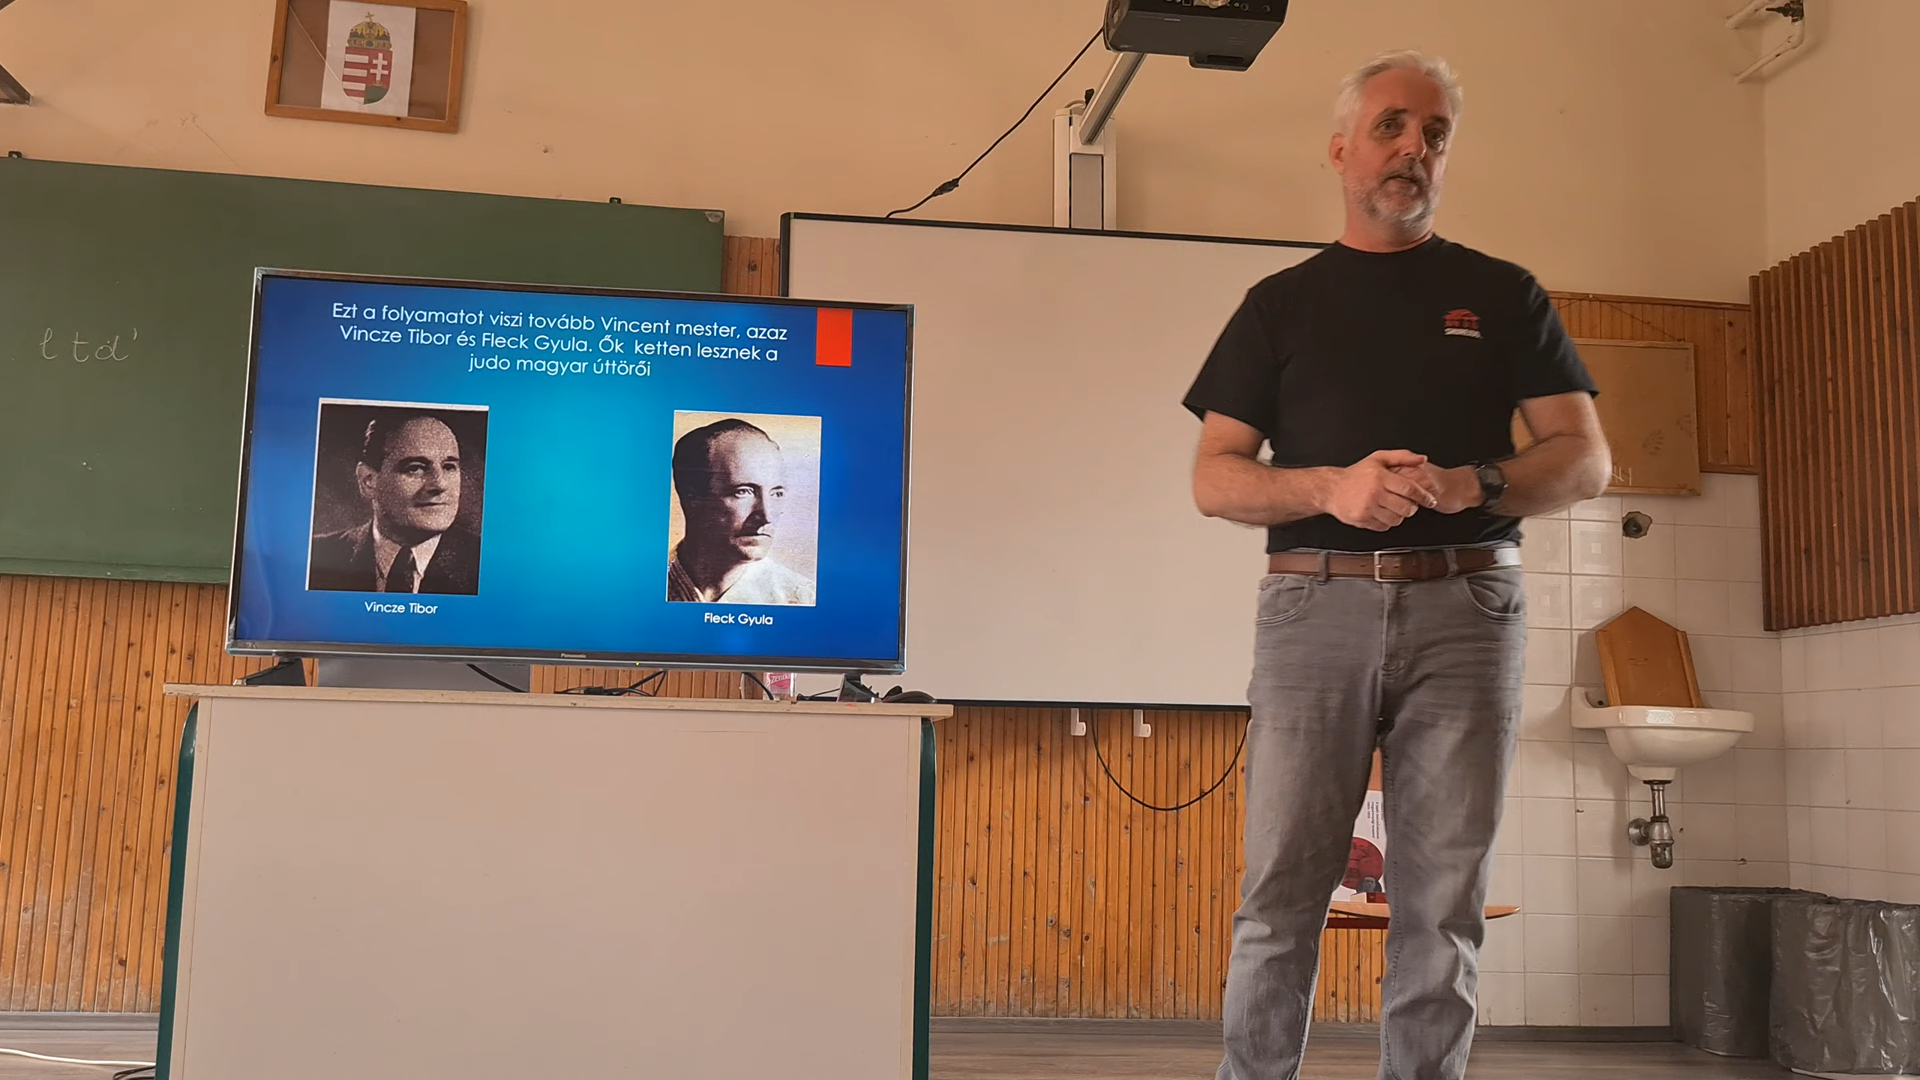 Ezt a folyamatot viszi tovább Vincent mester, azaz
Vincze Tibor és Fleck Gyula. Ők ketten lesznek a
judo magyar úttörői
Vincze Tibor
Fleck Gyula
Panasonic